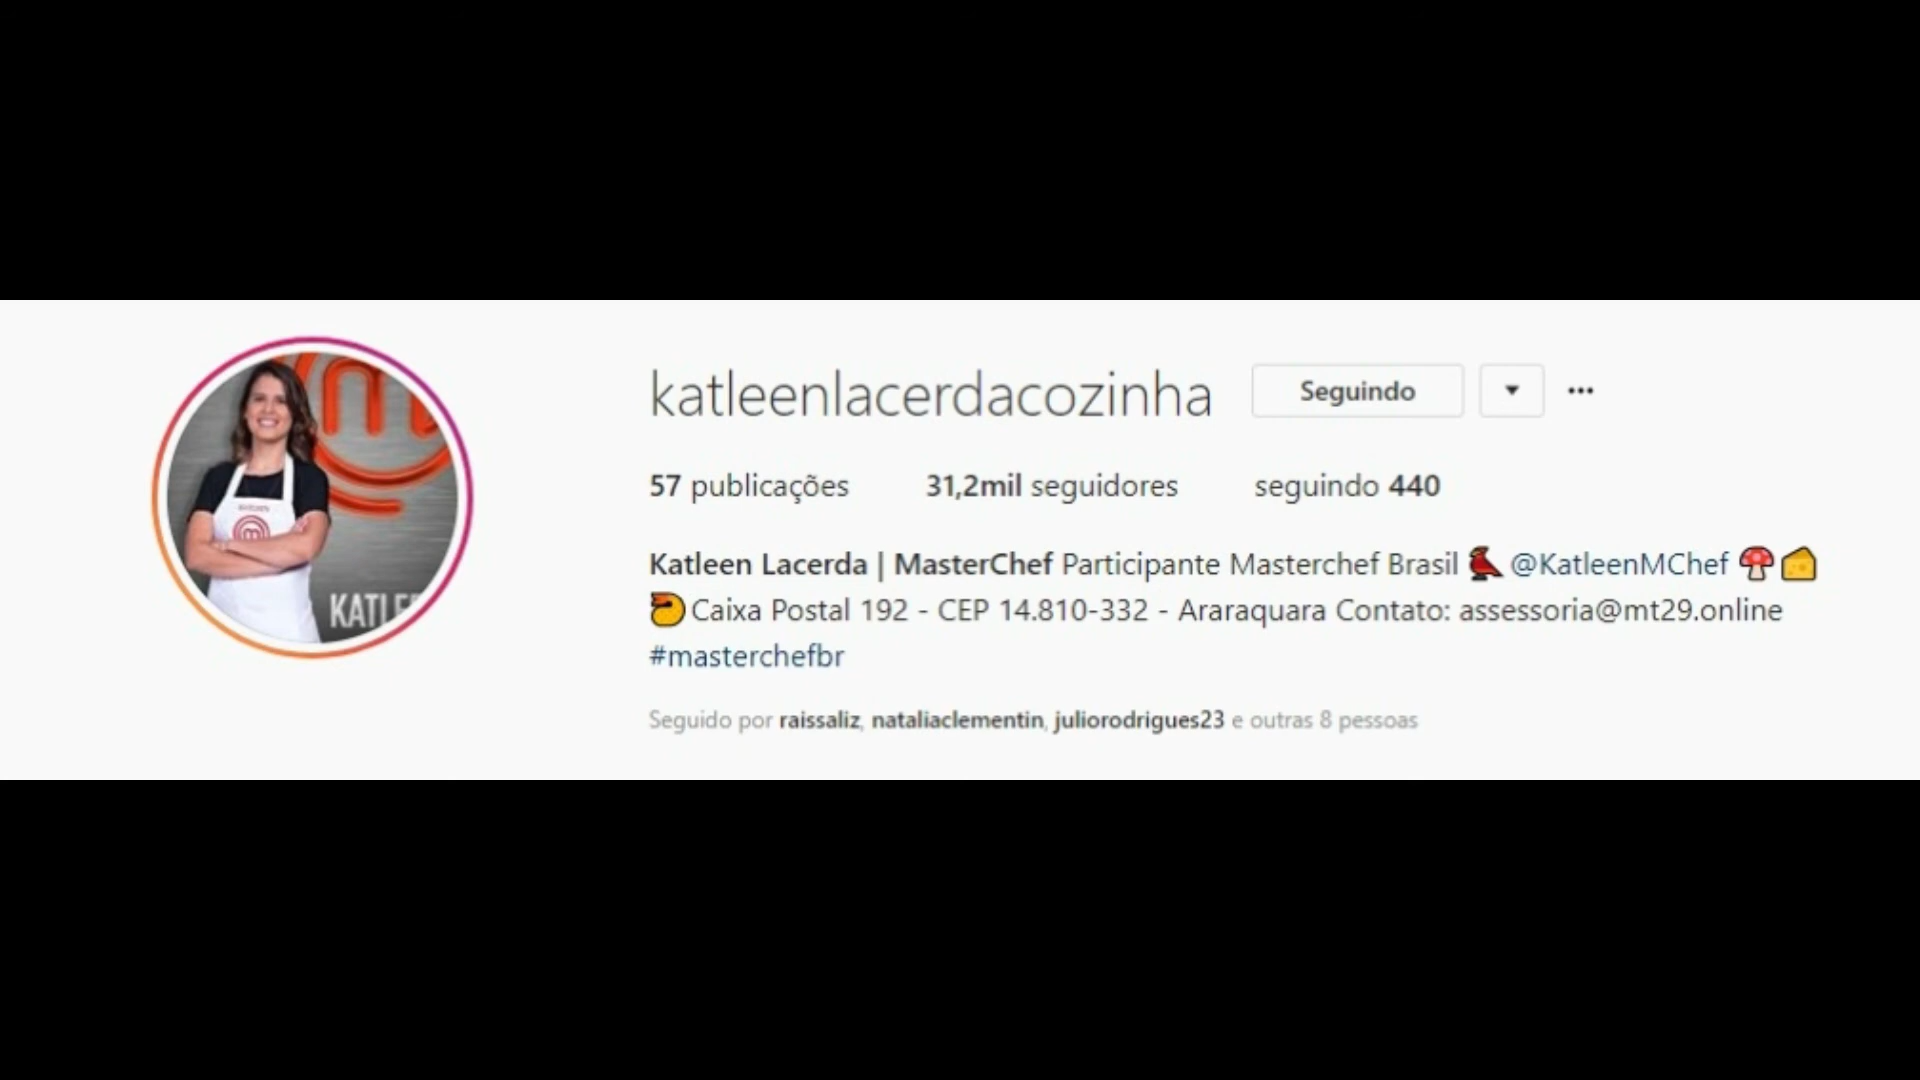 katleenlacerdacozinha Seguindo
57 publicações 31,2mil seguidores seguindo 440
Katleen Lacerda | MasterChef Participante Masterchef Brasil @KatleenMChef
Caixa Postal 192 - CEP 14.810-332 - Araraquara Contato: assessoria@mt29.online
#masterchefbr
Seguido por raissaliz, nataliaclementin, juliorodrigues23 e outras 8 pessoas